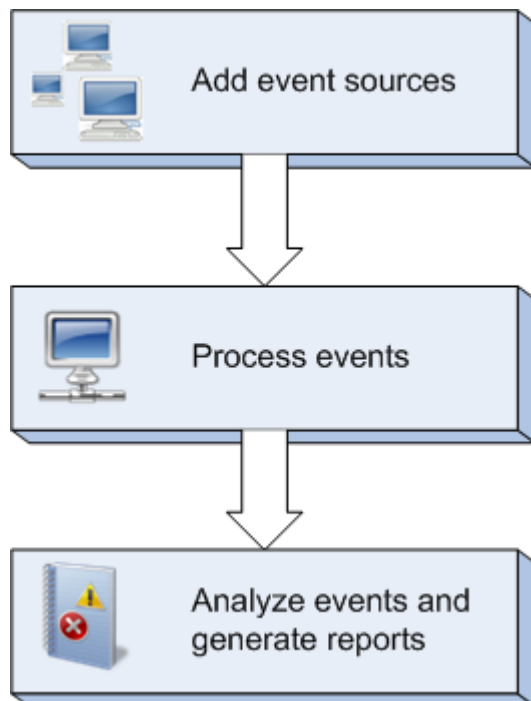 Add event sources
Process events
Analyze events and
generate reports